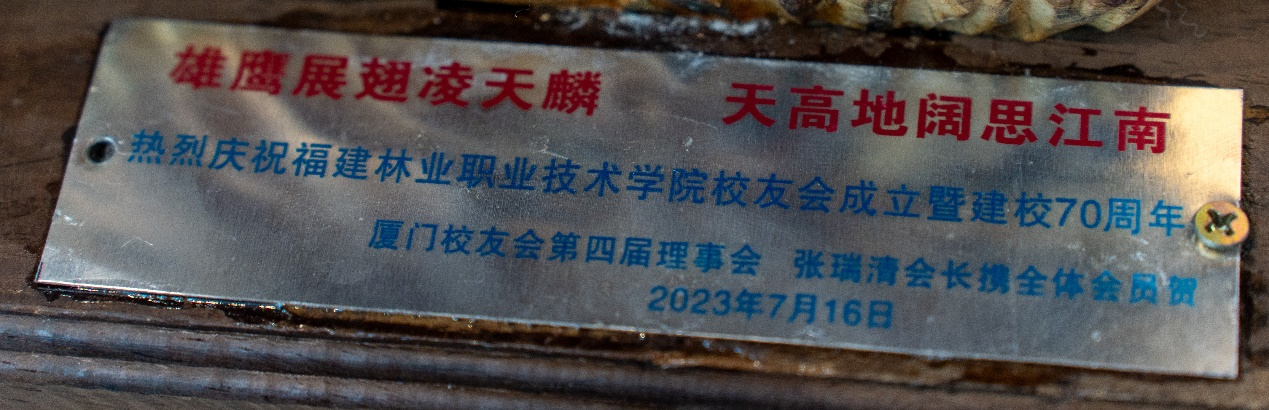 雄鹰展翅凌天麟 天高地阔思江南
热烈庆祝福建林业职业技术学院校友会成立暨建校70周年
厦门校友会第四届理事会 张瑞清会长携全体会员贺
2023年7月16日